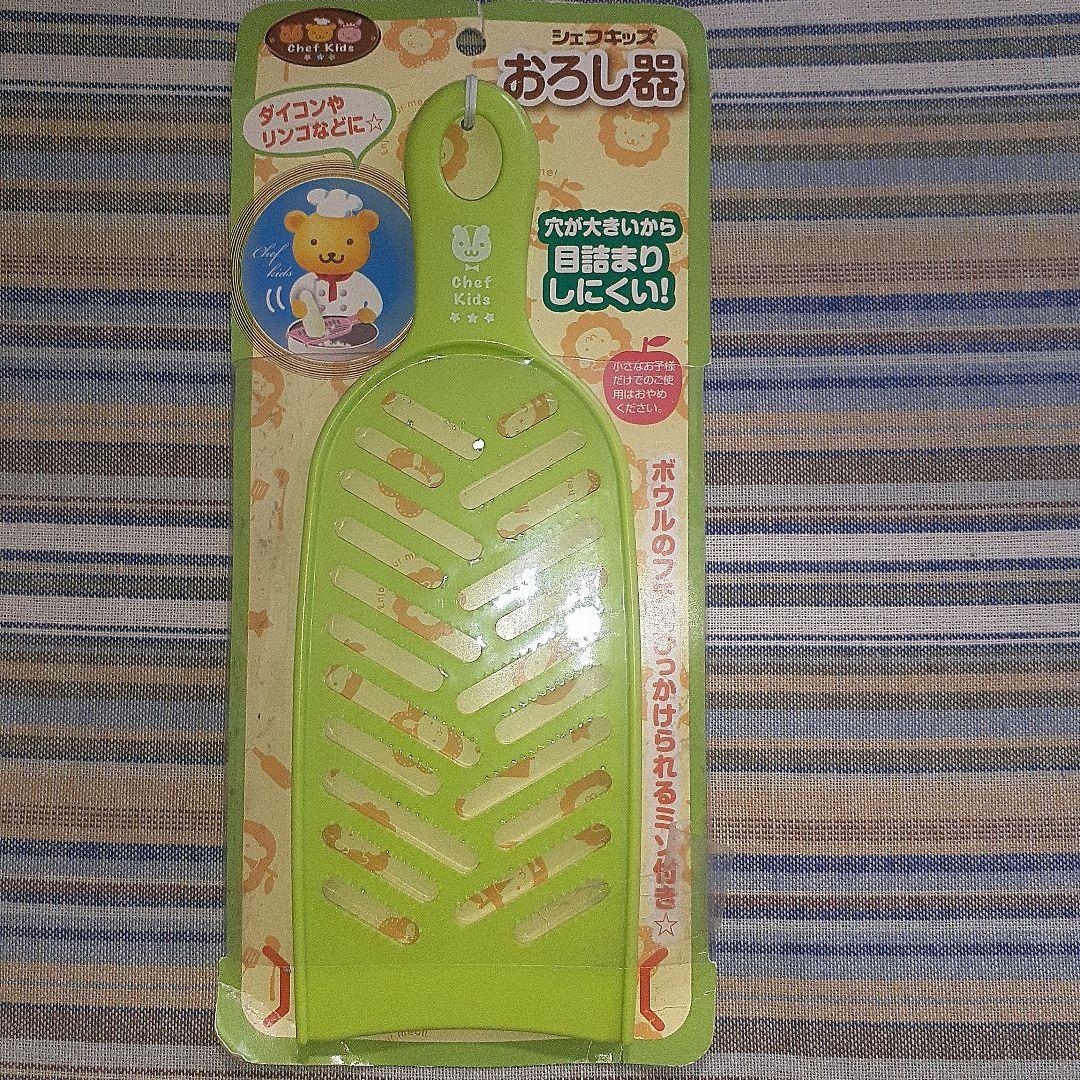 Chef Kids
シェフキッズ
おろし器
ダイコンや
リンゴなどに☆
Chef
kids
Chef
Kids
穴が大きいから
目詰まり
しにくい!
小さなお子様
だけでのご使
用はおやめ
ください。
ボウルのフ
っかけられるミゾ付き☆
me!